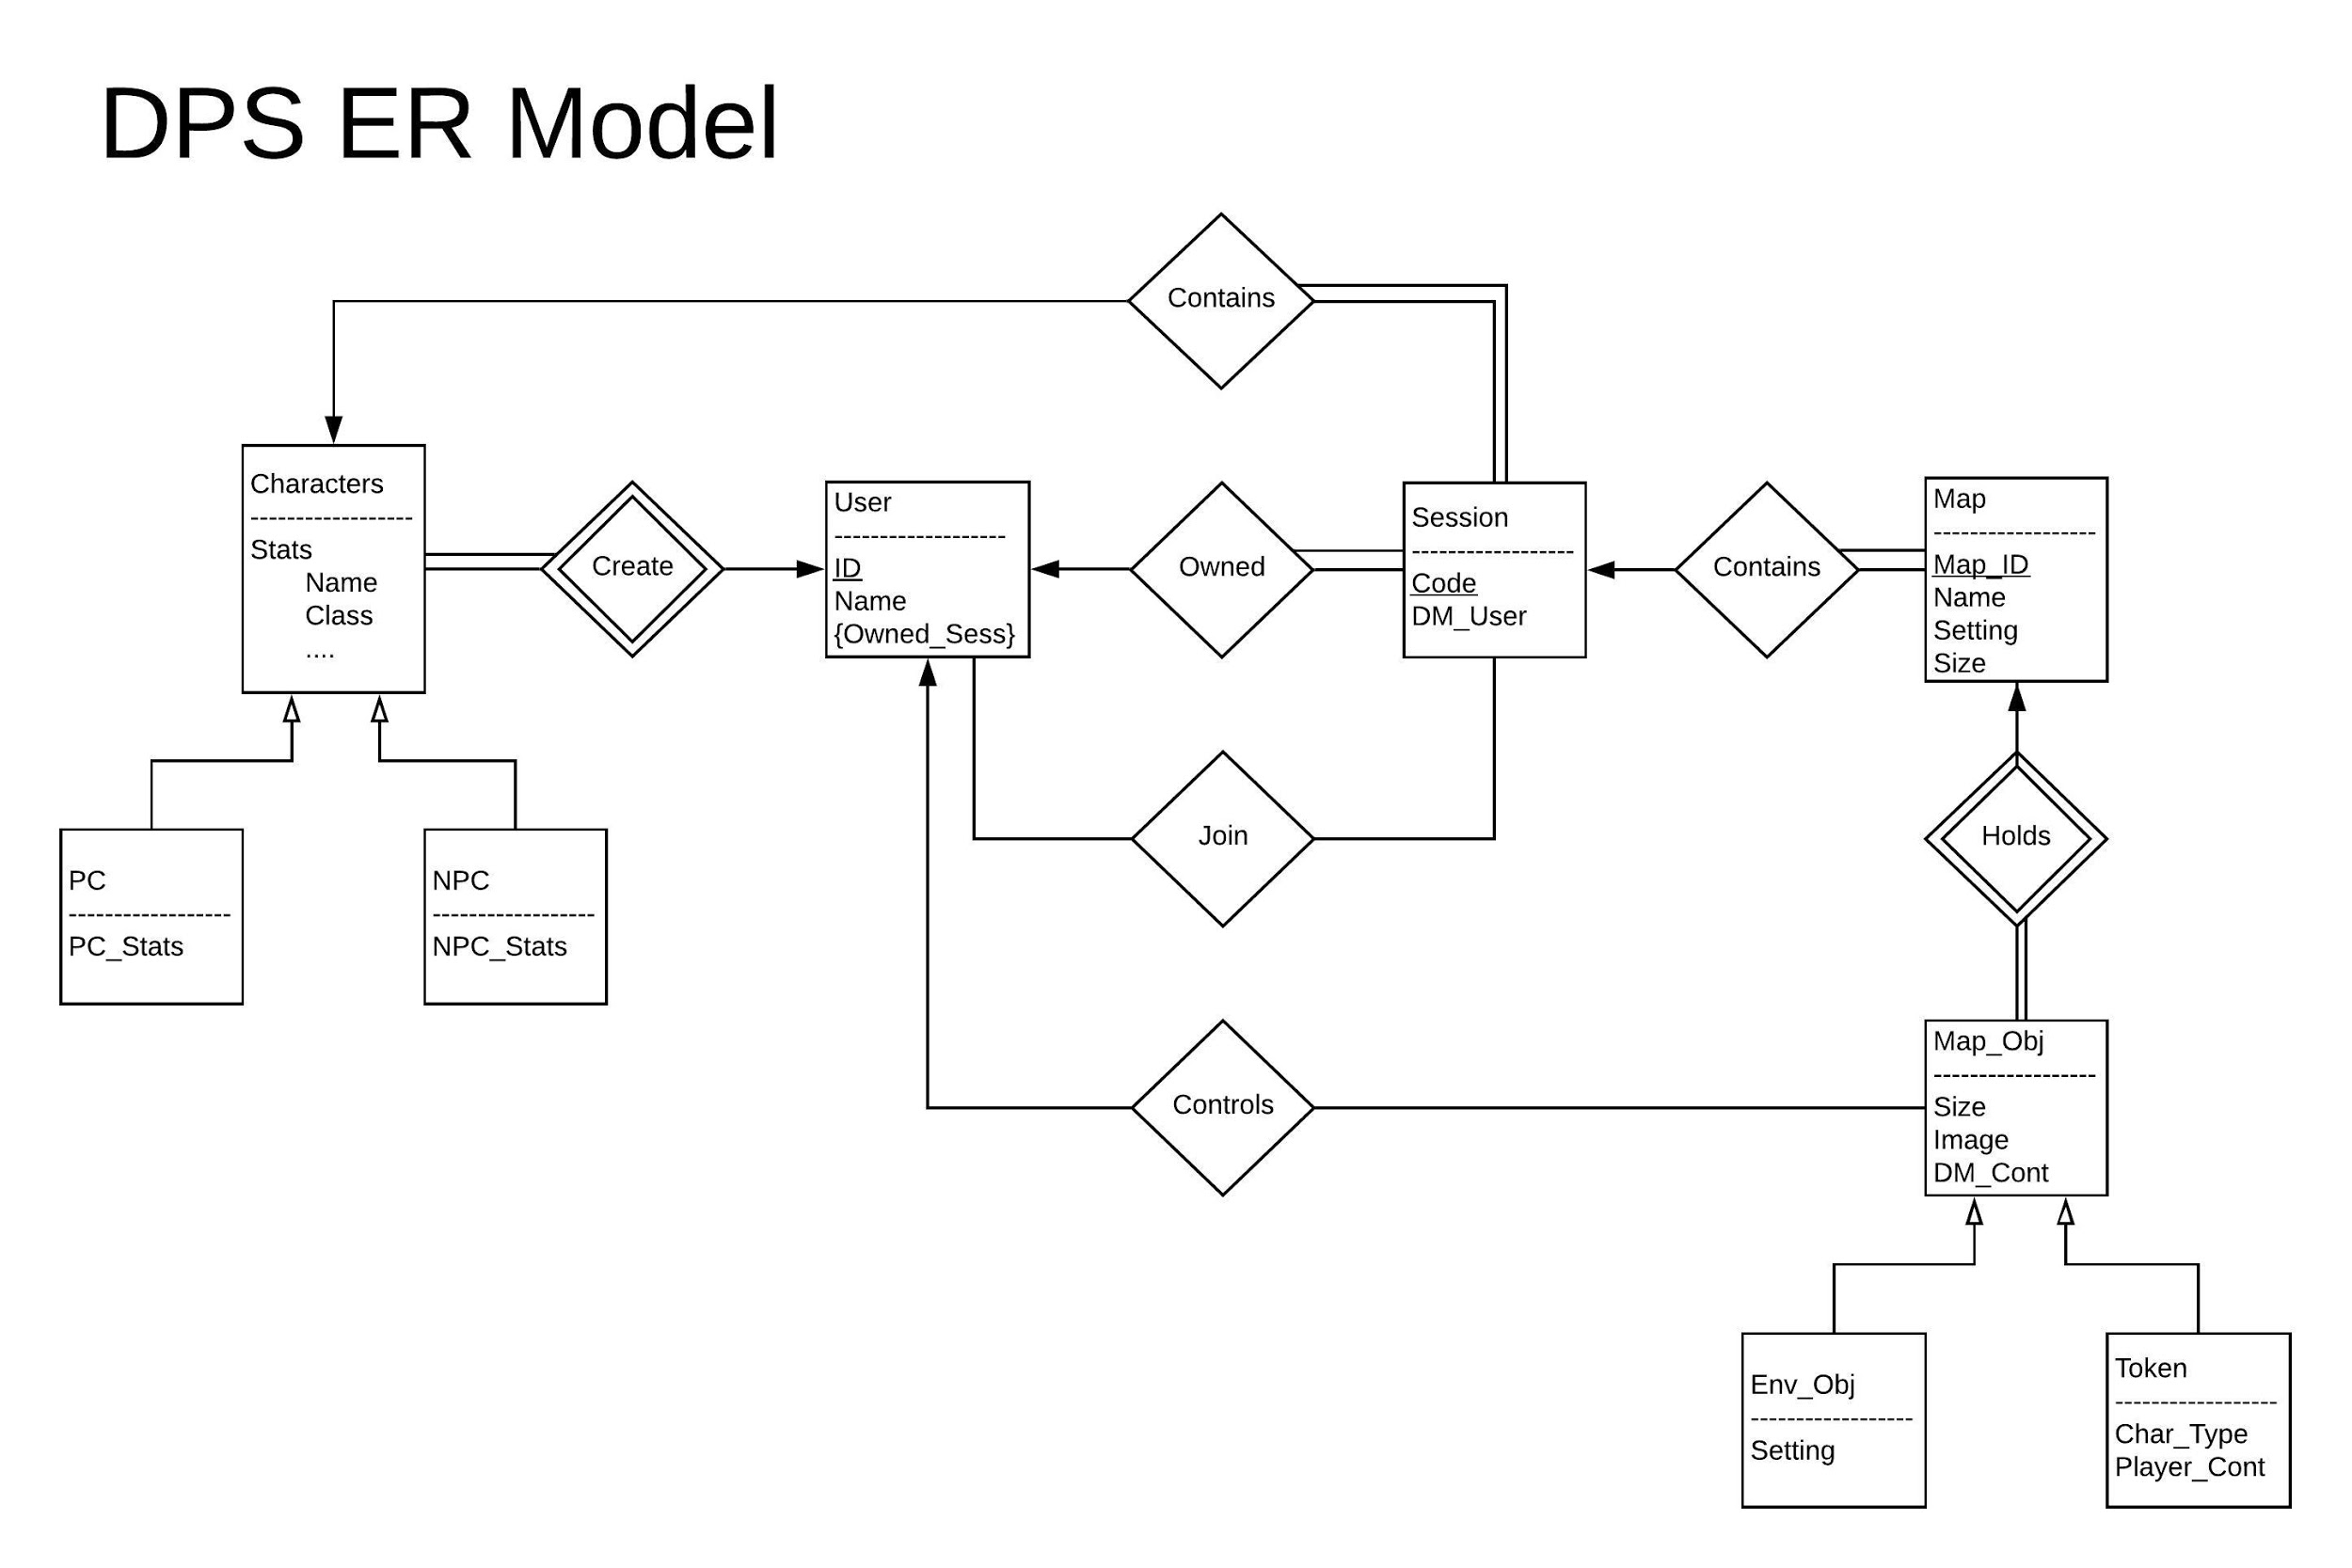 DPS ER Model
Contains
Characters
------------------
Stats
Name
Class
....
Create
User
-------------------
ID
Name
{Owned_Sess}
Owned
Session
------------------
Code
DM_User
Contains
Map
------------------
Map_ID
Name
Setting
Size
PC
------------------
PC_Stats
NPC
------------------
NPC_Stats
Join
Holds
Controls
Map_Obj
------------------
Size
Image
DM_Cont
Env_Obj
------------------
Setting
Token
------------------
Char_Type
Player_Cont